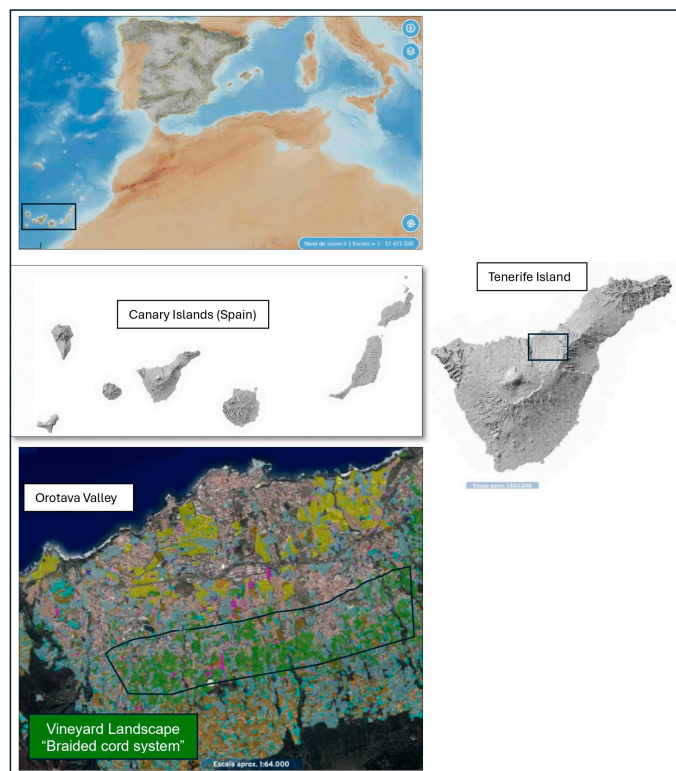 Nivel de zoom 5 | Escala = 1 : 17.471.320
Canary Islands (Spain)
Tenerife Island
Escala aprox. 1:503.000
Orotava Valley
Vineyard Landscape
“Braided cord system”
Escala aprox. 1:64.000